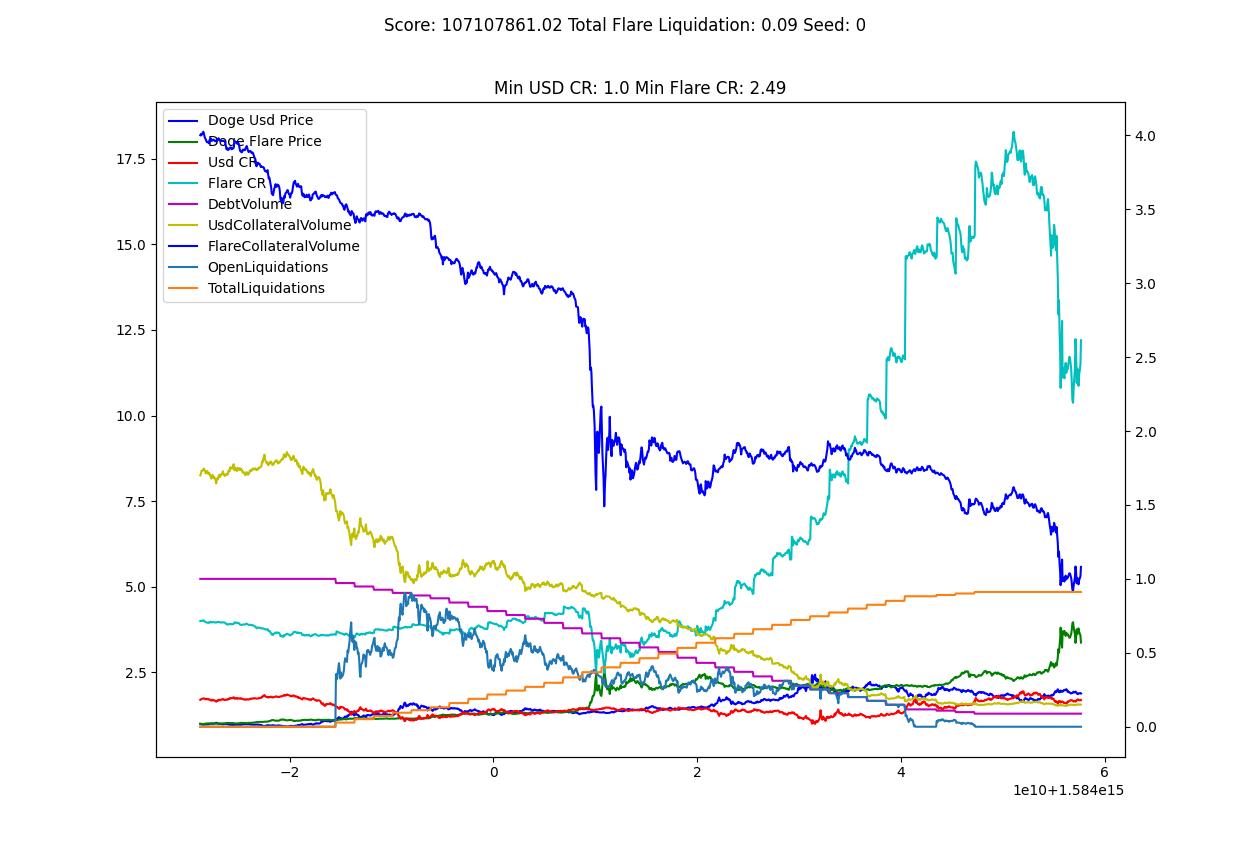 Score: 107107861.02 Total Flare Liquidation: 0.09 Seed: 0
Min USD CR: 1.0 Min Flare CR: 2.49
Doge Usd Price
Doge Flare Price
Usd CR
Flare CR
DebtVolume
UsdCollateralVolume
FlareCollateralVolume
OpenLiquidations
TotalLiquidations
17.5
15.0
12.5
10.0
7.5
5.0
2.5
4.0
3.5
3.0
2.5
2.0
1.5
1.0
0.5
0.0
−2
0
2
4
6
1e10+1.584e15